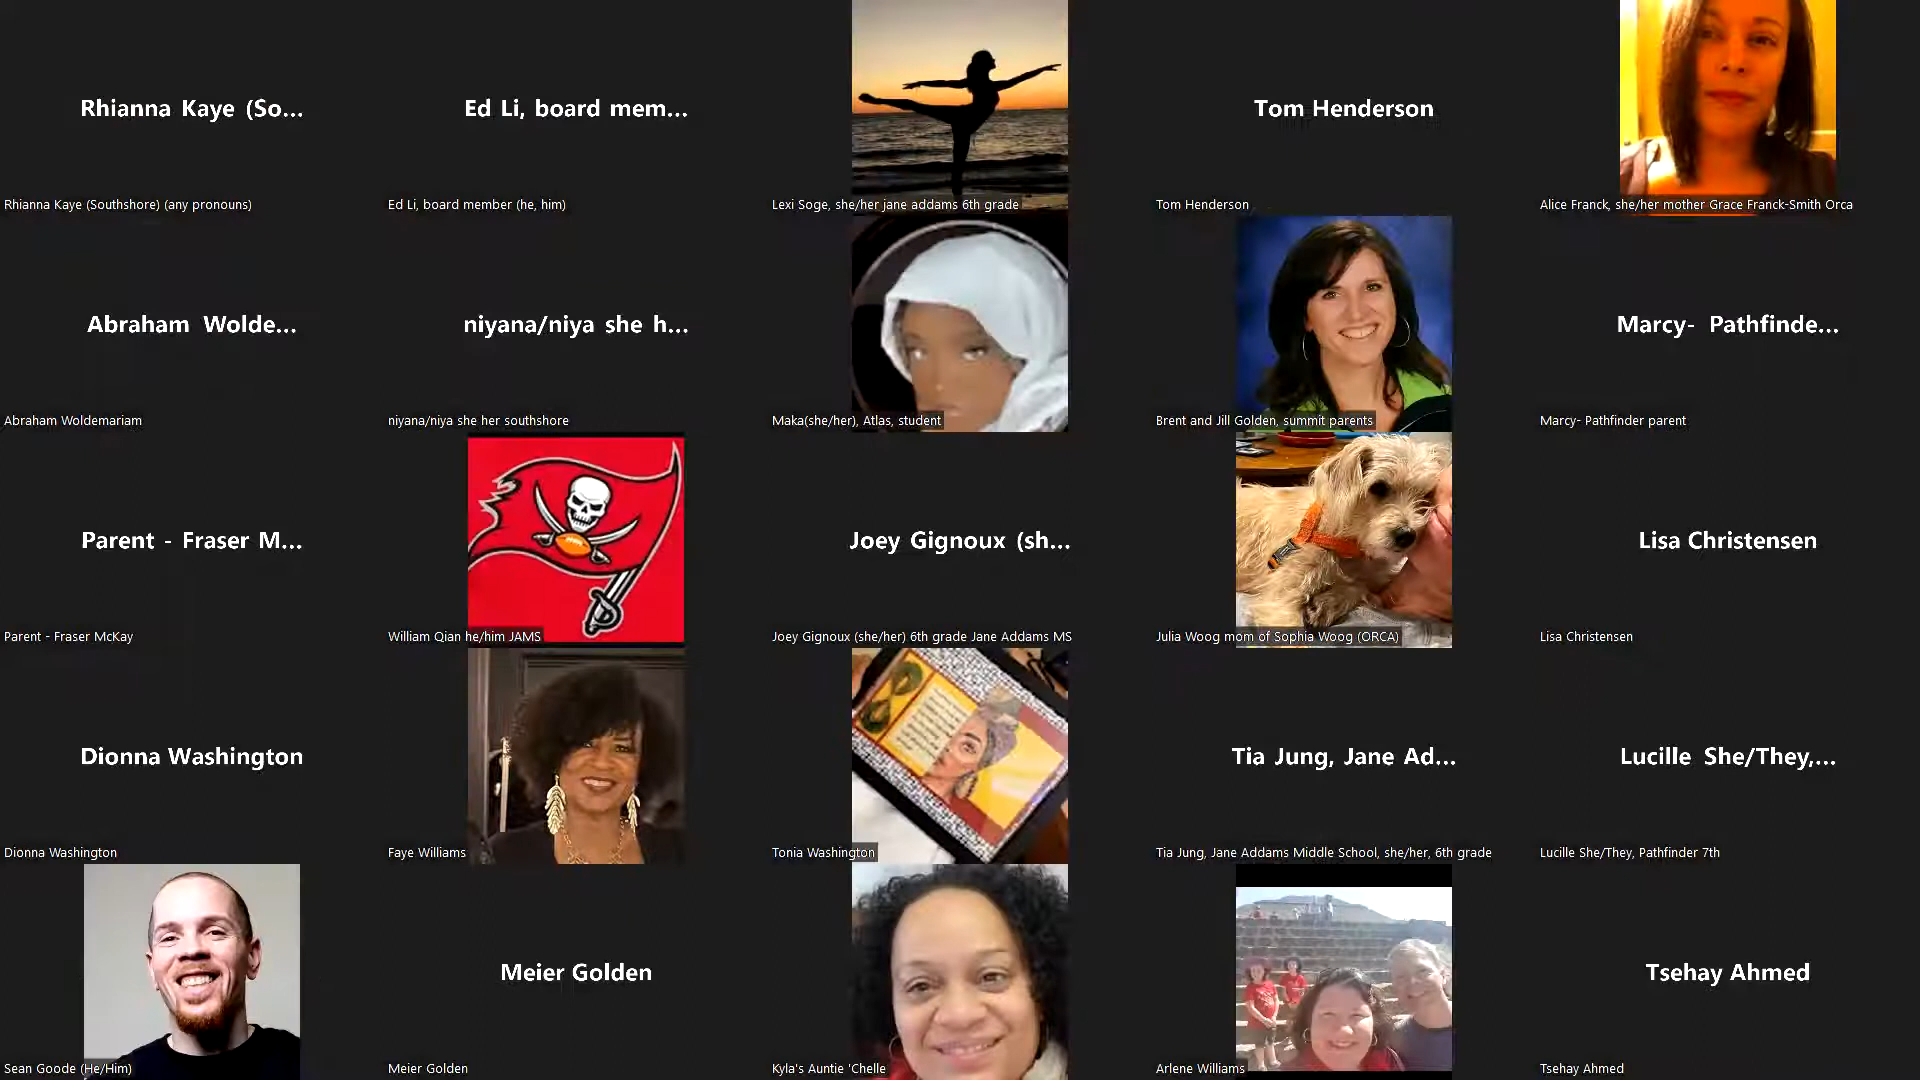 Rhianna Kaye (So...
Ed Li, board mem...
Tom Henderson
Rhianna Kaye (Southshore) (any pronouns)
Ed Li, board member (he, him)
Lexi Soge, she/her jane addams 6th grade
Tom Henderson
Alice Franck, she/her mother Grace Franck-Smith Orca
Abraham Wolde...
niyana/niya she h...
Marcy- Pathfinde...
Abraham Woldemariam
niyana/niya she her southshore
Maka(she/her), Atlas, student
Brent and Jill Golden, summit parents
Marcy- Pathfinder parent
Parent - Fraser M...
Joey Gignoux (sh...
Lisa Christensen
Parent - Fraser McKay
William Qian he/him JAMS
Joey Gignoux (she/her) 6th grade Jane Addams MS
Julia Woog mom of Sophia Woog (ORCA)
Lisa Christensen
Dionna Washington
Tia Jung, Jane Ad...
Lucille She/They,...
Dionna Washington
Faye Williams
Tonia Washington
Tia Jung, Jane Addams Middle School, she/her, 6th grade
Lucille She/They, Pathfinder 7th
Meier Golden
Tsehay Ahmed
Sean Goode (He/Him)
Meier Golden
Kyla's Auntie 'Chelle
Arlene Williams
Tsehay Ahmed